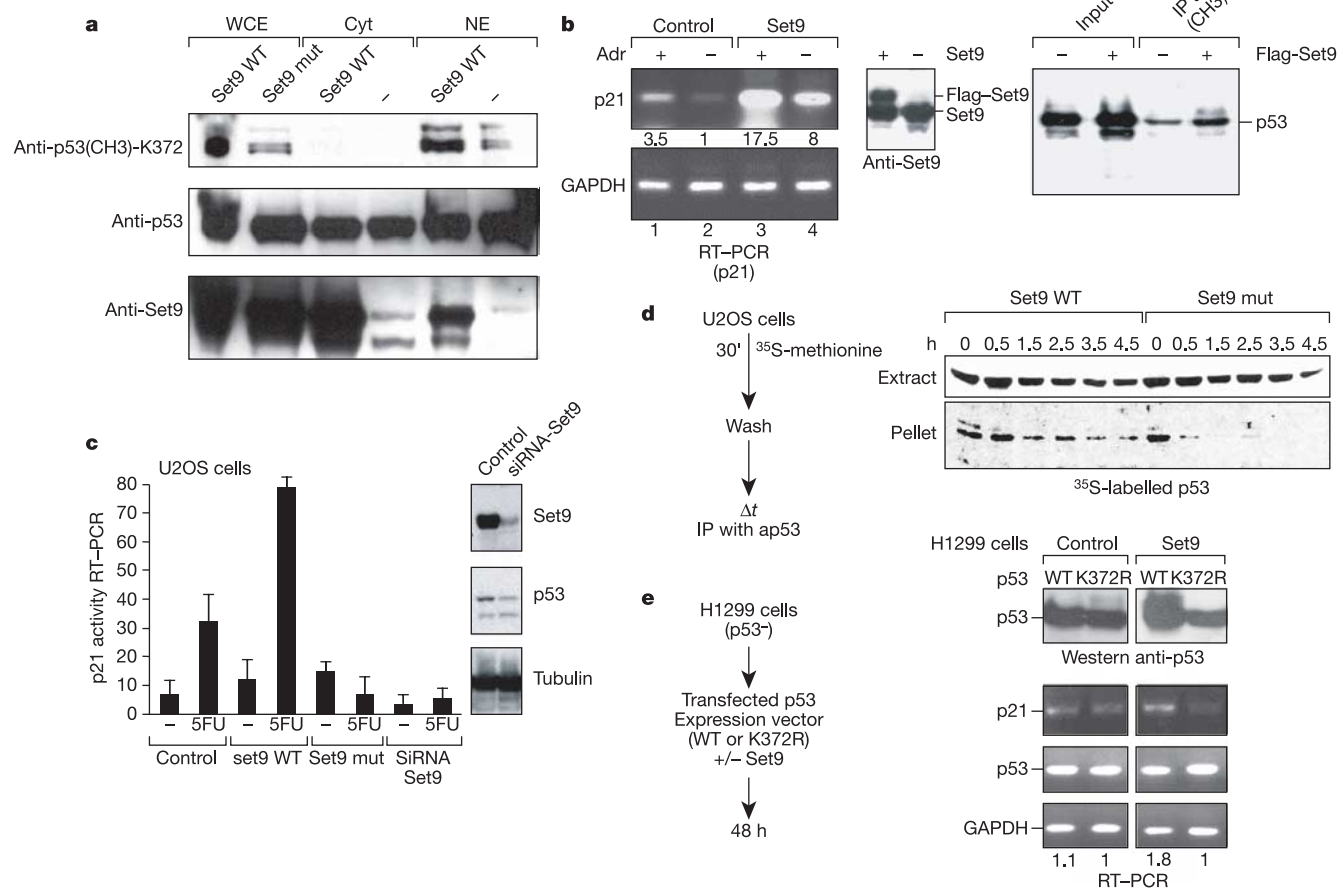 a
WCE Cyt NE
Set9 WT Set9 mut Set9 WT – Set9 WT –
Anti-p53(CH3)-K372
Anti-p53
Anti-Set9
b
Control Set9
Adr + – + –
p21
3.5 1 17.5 8
GAPDH
1 2 3 4
RT–PCR
(p21)
+ – Set9
Flag–Set9
Set9
Anti-Set9
Input IP
(CH3)
– + – + Flag-Set9
p53
c
U2OS cells
p21 activity RT–PCR
80
70
60
50
40
30
20
10
0
– 5FU – 5FU – 5FU – 5FU
Control set9 WT Set9 mut SiRNA
Set9
Control siRNA-Set9
Set9
p53
Tubulin
d
U2OS cells
30' ³⁵S-methionine
Wash
Δt
IP with ap53
Set9 WT Set9 mut
h 0 0.5 1.5 2.5 3.5 4.5 0 0.5 1.5 2.5 3.5 4.5
Extract
Pellet
³⁵S-labelled p53
e
H1299 cells
(p53⁻)
Transfected p53
Expression vector
(WT or K372R)
+/– Set9
48 h
H1299 cells Control Set9
p53 WT K372R WT K372R
p53
Western anti-p53
p21
p53
GAPDH
1.1 1 1.8 1
RT–PCR